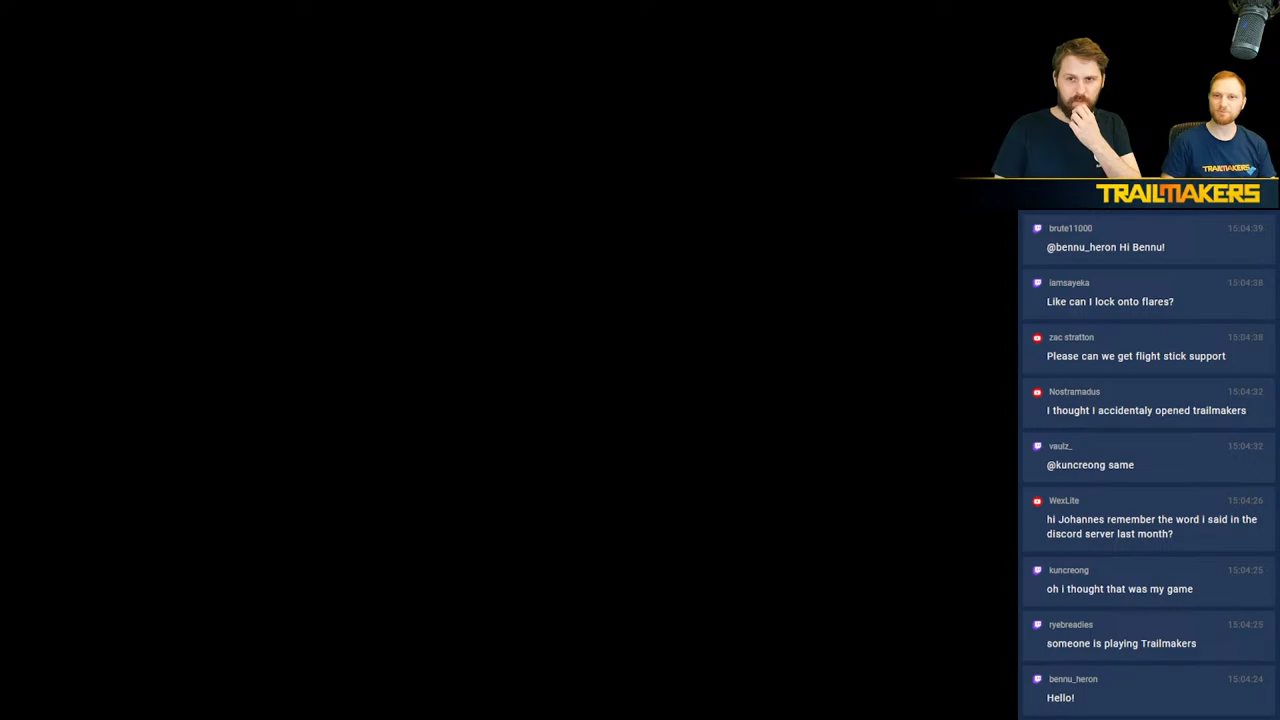 TRAILMAKERS
TRAILMAKERS
brute11000 15:04:39
@bennu_heron Hi Bennu!
iamsayeka 15:04:38
Like can I lock onto flares?
zac stratton 15:04:38
Please can we get flight stick support
Nostramadus 15:04:32
I thought I accidentaly opened trailmakers
vaulz_ 15:04:32
@kuncreong same
WexLite 15:04:26
hi Johannes remember the word i said in the
discord server last month?
kuncreong 15:04:25
oh i thought that was my game
ryebreadies 15:04:25
someone is playing Trailmakers
bennu_heron 15:04:24
Hello!